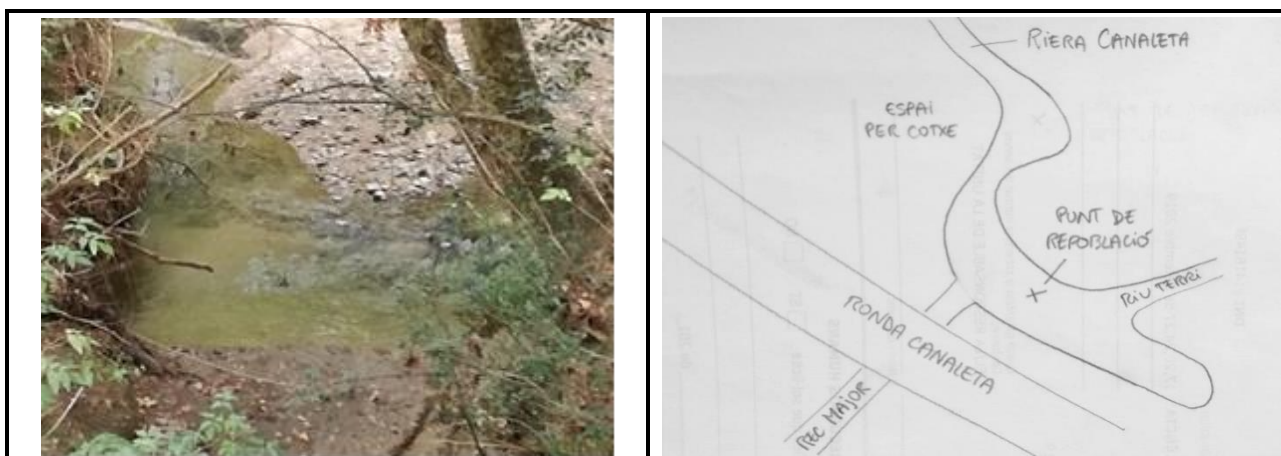 RIERA CANALETA
ESPAI
PER COTXE
PUNT DE
REPOBLACIÓ
RIU TERRI
RONDA CANALETA
REC MAJOR